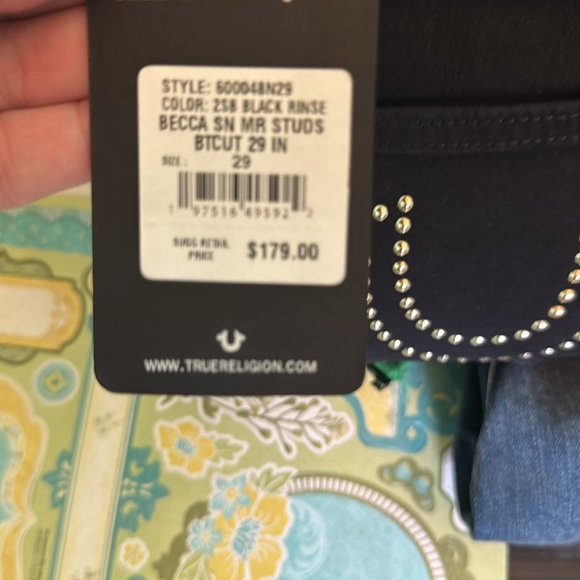 STYLE: 600048N29
COLOR: 2SB BLACK RINSE
BECCA SN MR STUDS
BTCUT 29 IN
SIZE: 29
1 97516 49592 2
SUGG RETAIL
PRICE $179.00
WWW.TRUERELIGION.COM